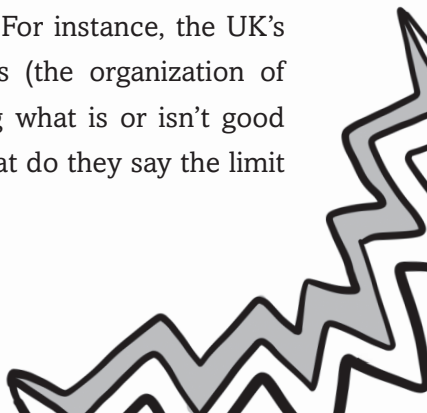 For instance, the UK’s
s (the organization of
g what is or isn’t good
at do they say the limit